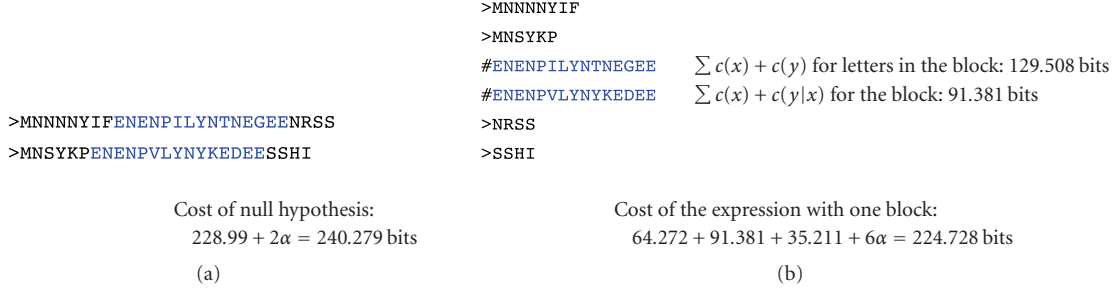 >MNNNNYIFENENPILYNTNEGEENRSS
>MNSYKPENENPVLYNYKEDEESSHI
Cost of null hypothesis:
228.99 + 2α = 240.279 bits
(a)
>MNNNNYIF
>MNSYKP
#ENENPILYNTNEGEE ∑ c(x) + c(y) for letters in the block: 129.508 bits
#ENENPVLYNYKEDEE ∑ c(x) + c(y|x) for the block: 91.381 bits
>NRSS
>SSHI
Cost of the expression with one block:
64.272 + 91.381 + 35.211 + 6α = 224.728 bits
(b)